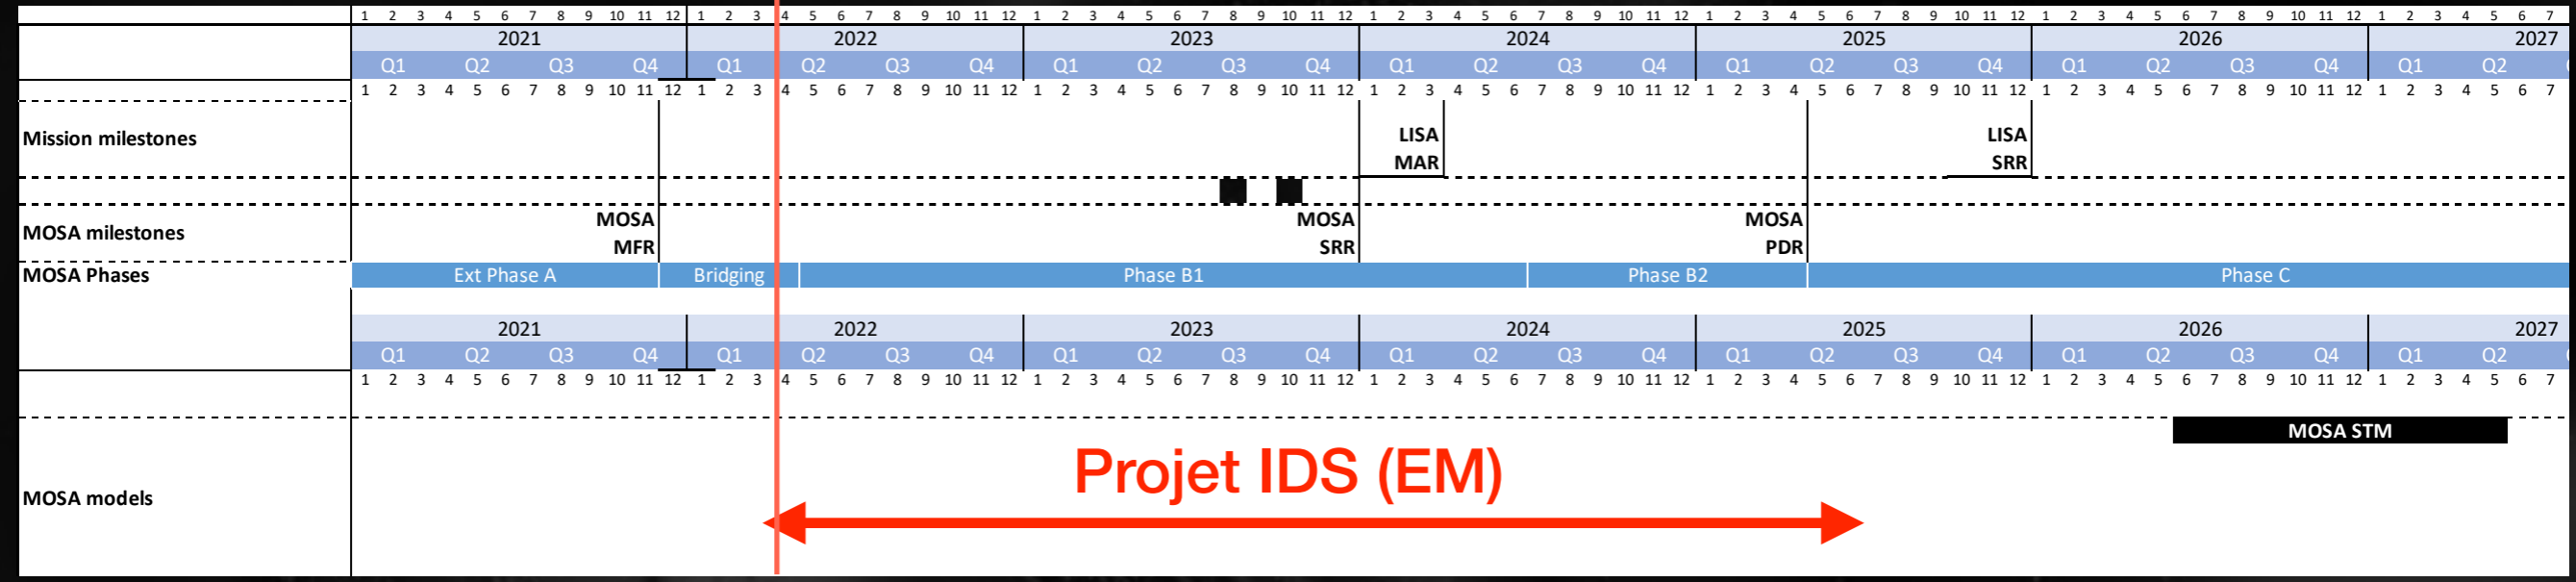 1 2 3 4 5 6 7 8 9 10 11 12 1 2 3 4 5 6 7 8 9 10 11 12 1 2 3 4 5 6 7 8 9 10 11 12 1 2 3 4 5 6 7 8 9 10 11 12 1 2 3 4 5 6 7 8 9 10 11 12 1 2 3 4 5 6 7 8 9 10 11 12 1 2 3 4 5 6 7
2021 2022 2023 2024 2025 2026 2027
Q1 Q2 Q3 Q4 Q1 Q2 Q3 Q4 Q1 Q2 Q3 Q4 Q1 Q2 Q3 Q4 Q1 Q2 Q3 Q4 Q1 Q2 Q3 Q4 Q1 Q2
1 2 3 4 5 6 7 8 9 10 11 12 1 2 3 4 5 6 7 8 9 10 11 12 1 2 3 4 5 6 7 8 9 10 11 12 1 2 3 4 5 6 7 8 9 10 11 12 1 2 3 4 5 6 7 8 9 10 11 12 1 2 3 4 5 6 7 8 9 10 11 12 1 2 3 4 5 6 7
Mission milestones
LISA
MAR
LISA
SRR
MOSA milestones
MOSA
MFR
MOSA
SRR
MOSA
PDR
MOSA Phases Ext Phase A Bridging Phase B1 Phase B2 Phase C
2021 2022 2023 2024 2025 2026 2027
Q1 Q2 Q3 Q4 Q1 Q2 Q3 Q4 Q1 Q2 Q3 Q4 Q1 Q2 Q3 Q4 Q1 Q2 Q3 Q4 Q1 Q2 Q3 Q4 Q1 Q2
1 2 3 4 5 6 7 8 9 10 11 12 1 2 3 4 5 6 7 8 9 10 11 12 1 2 3 4 5 6 7 8 9 10 11 12 1 2 3 4 5 6 7 8 9 10 11 12 1 2 3 4 5 6 7 8 9 10 11 12 1 2 3 4 5 6 7 8 9 10 11 12 1 2 3 4 5 6 7
MOSA STM
Projet IDS (EM)
MOSA models